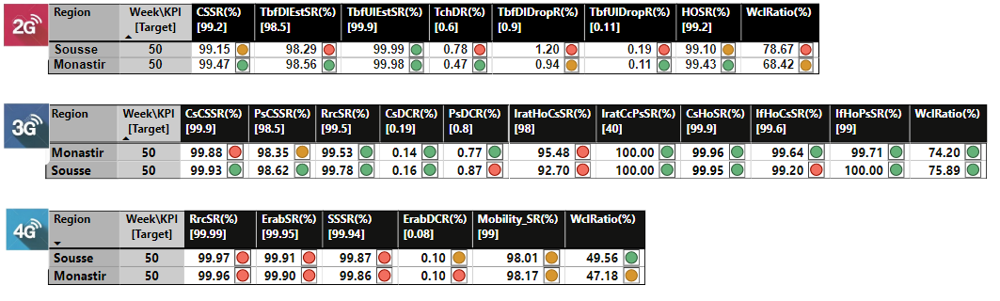 2G
Region Week\KPI [Target] CSSR(%) [99.2] TbfDlEstSR(%) [98.5] TbfUlEstSR(%) [99.9] TchDR(%) [0.6] TbfDlDropR(%) [0.9] TbfUlDropR(%) [0.11] HOSR(%) [99.2] WclRatio(%)
Sousse 50 99.15 98.29 99.99 0.78 1.20 0.19 99.10 78.67
Monastir 50 99.47 98.56 99.98 0.47 0.94 0.11 99.43 68.42
3G
Region Week\KPI [Target] CsCSSR(%) [99.9] PsCSSR(%) [98.5] RrcSR(%) [99.5] CsDCR(%) [0.19] PsDCR(%) [0.8] IratHoCsSR(%) [98] IratCcPsSR(%) [40] CsHoSR(%) [99.9] IfHoCsSR(%) [99.6] IfHoPsSR(%) [99] WclRatio(%)
Monastir 50 99.88 98.35 99.53 0.14 0.77 95.48 100.00 99.96 99.64 99.71 74.20
Sousse 50 99.93 98.62 99.78 0.16 0.87 92.70 100.00 99.95 99.20 100.00 75.89
4G
Region Week\KPI [Target] RrcSR(%) [99.99] ErabSR(%) [99.95] SSSR(%) [99.94] ErabDCR(%) [0.08] Mobility_SR(%) [99] WclRatio(%)
Sousse 50 99.97 99.91 99.87 0.10 98.01 49.56
Monastir 50 99.96 99.90 99.86 0.10 98.17 47.18